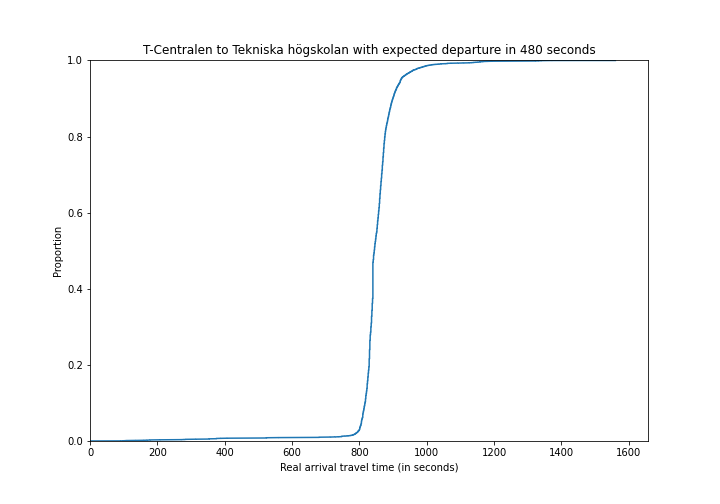 T-Centralen to Tekniska högskolan with expected departure in 480 seconds
1.0
0.8
0.6
0.4
0.2
0.0
Proportion
0 200 400 600 800 1000 1200 1400 1600
Real arrival travel time (in seconds)